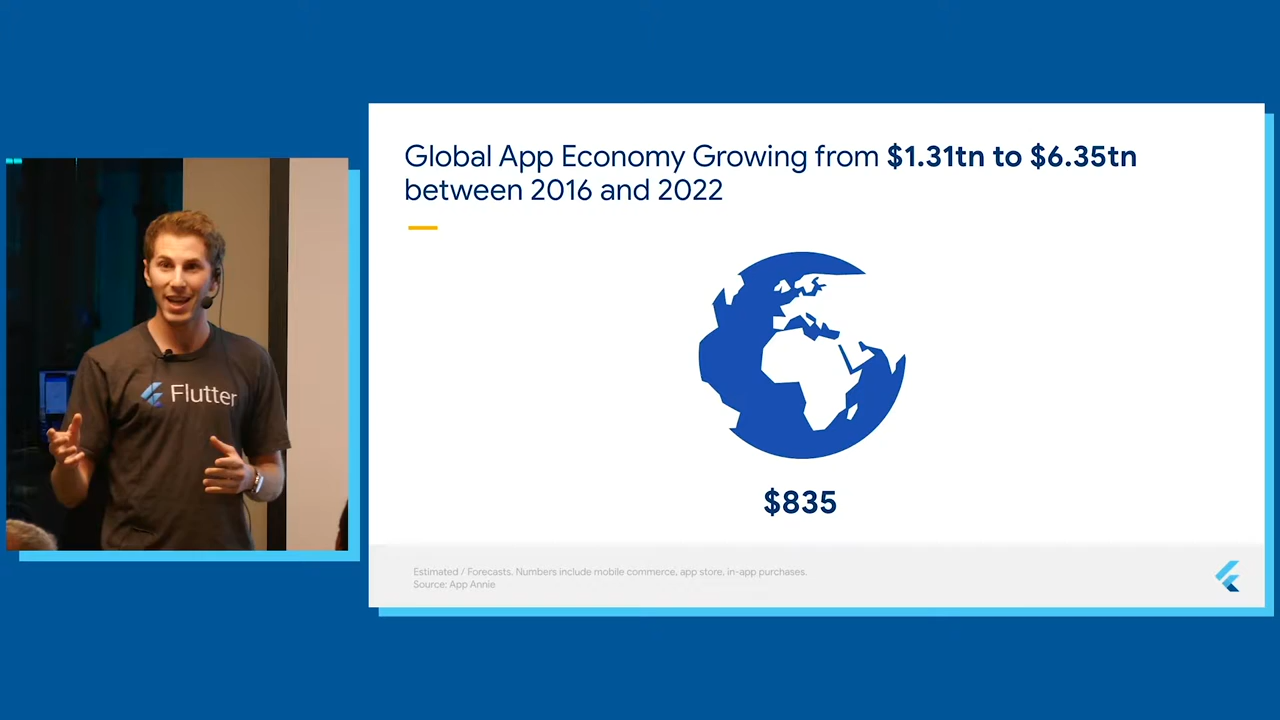 Flutter
Global App Economy Growing from $1.31tn to $6.35tn
between 2016 and 2022
$835
Estimated / Forecasts. Numbers include mobile commerce, app store, in-app purchases.
Source: App Annie